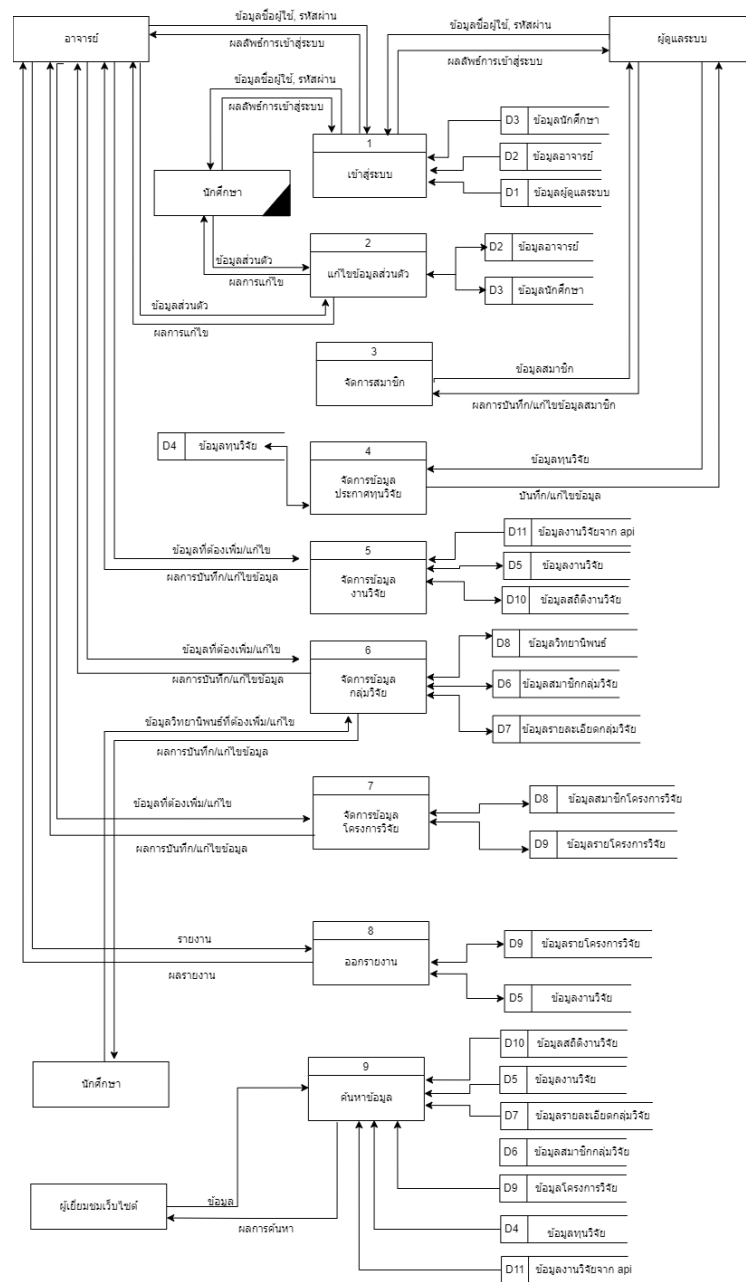 อาจารย์
ข้อมูลชื่อผู้ใช้, รหัสผ่าน
ผลลัพธ์การเข้าสู่ระบบ
ข้อมูลชื่อผู้ใช้, รหัสผ่าน
ผลลัพธ์การเข้าสู่ระบบ
ผู้ดูแลระบบ
ข้อมูลชื่อผู้ใช้, รหัสผ่าน
ผลลัพธ์การเข้าสู่ระบบ
นักศึกษา
1
เข้าสู่ระบบ
D3 ข้อมูลนักศึกษา
D2 ข้อมูลอาจารย์
D1 ข้อมูลผู้ดูแลระบบ
ข้อมูลส่วนตัว
ผลการแก้ไข
ข้อมูลส่วนตัว
ผลการแก้ไข
2
แก้ไขข้อมูลส่วนตัว
D2 ข้อมูลอาจารย์
D3 ข้อมูลนักศึกษา
3
จัดการสมาชิก
ข้อมูลสมาชิก
ผลการบันทึก/แก้ไขข้อมูลสมาชิก
D4 ข้อมูลทุนวิจัย
4
จัดการข้อมูล
ประกาศทุนวิจัย
ข้อมูลทุนวิจัย
บันทึก/แก้ไขข้อมูล
ข้อมูลที่ต้องเพิ่ม/แก้ไข
ผลการบันทึก/แก้ไขข้อมูล
5
จัดการข้อมูล
งานวิจัย
D11 ข้อมูลงานวิจัยจาก api
D5 ข้อมูลงานวิจัย
D10 ข้อมูลสถิติงานวิจัย
ข้อมูลที่ต้องเพิ่ม/แก้ไข
ผลการบันทึก/แก้ไขข้อมูล
6
จัดการข้อมูล
กลุ่มวิจัย
D8 ข้อมูลวิทยานิพนธ์
D6 ข้อมูลสมาชิกกลุ่มวิจัย
D7 ข้อมูลรายละเอียดกลุ่มวิจัย
ข้อมูลวิทยานิพนธ์ที่ต้องเพิ่ม/แก้ไข
ผลการบันทึก/แก้ไขข้อมูล
ข้อมูลที่ต้องเพิ่ม/แก้ไข
ผลการบันทึก/แก้ไขข้อมูล
7
จัดการข้อมูล
โครงการวิจัย
D8 ข้อมูลสมาชิกโครงการวิจัย
D9 ข้อมูลรายโครงการวิจัย
รายงาน
ผลรายงาน
8
ออกรายงาน
D9 ข้อมูลรายโครงการวิจัย
D5 ข้อมูลงานวิจัย
นักศึกษา
9
ค้นหาข้อมูล
D10 ข้อมูลสถิติงานวิจัย
D5 ข้อมูลงานวิจัย
D7 ข้อมูลรายละเอียดกลุ่มวิจัย
D6 ข้อมูลสมาชิกกลุ่มวิจัย
D9 ข้อมูลโครงการวิจัย
D4 ข้อมูลทุนวิจัย
D11 ข้อมูลงานวิจัยจาก api
ผู้เยี่ยมชมเว็บไซต์
ข้อมูล
ผลการค้นหา